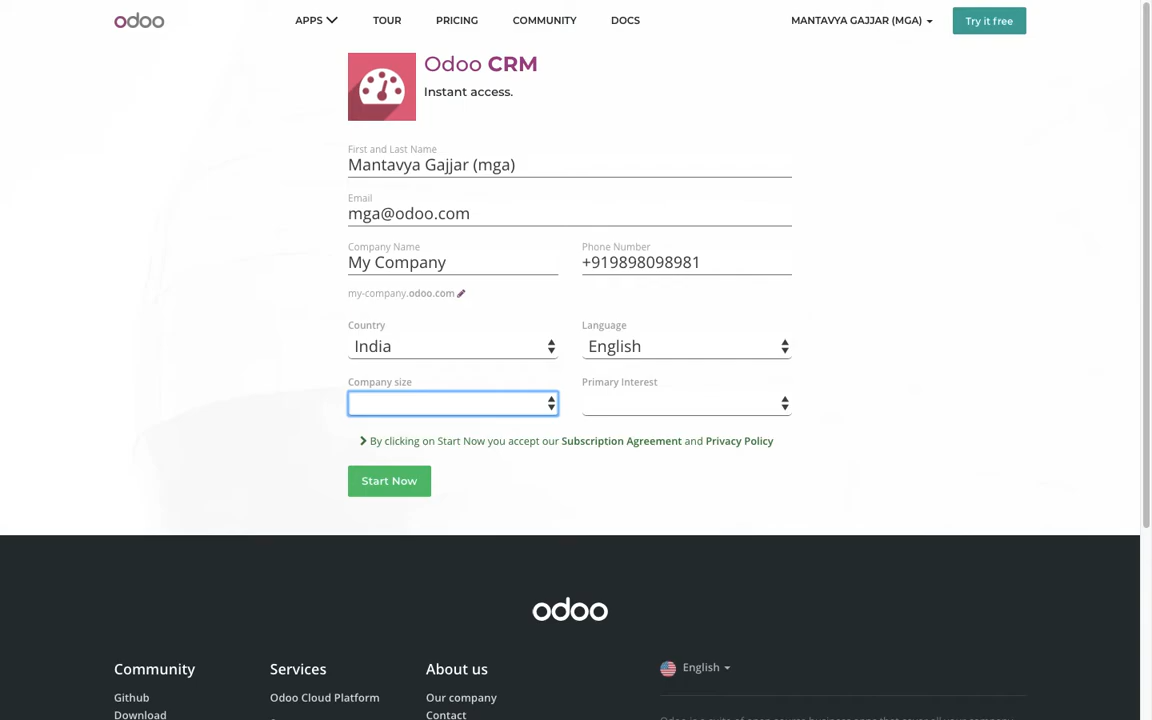 odoo APPS TOUR PRICING COMMUNITY DOCS MANTAVYA GAJJAR (MGA) Try it free
Odoo CRM
Instant access.
First and Last Name
Mantavya Gajjar (mga)
Email
mga@odoo.com
Company Name Phone Number
My Company +919898098981
my-company.odoo.com
Country Language
India English
Company size Primary Interest
By clicking on Start Now you accept our Subscription Agreement and Privacy Policy
Start Now
odoo
Community Services About us English
Github Odoo Cloud Platform Our company
Download Contact